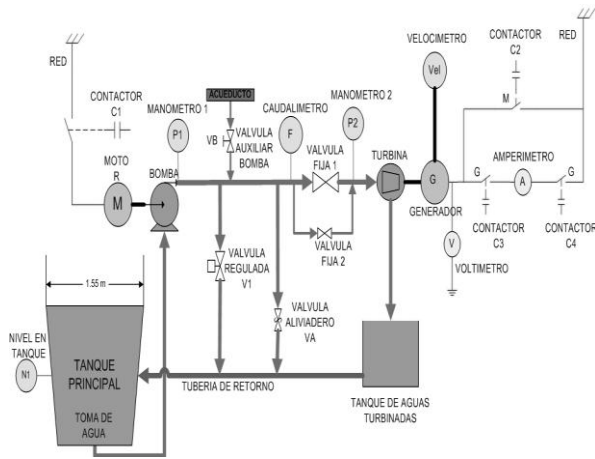 RED
CONTACTOR
C1
MANOMETRO 1
P1
ACUEDUCTO
VB
VALVULA
AUXILIAR
BOMBA
CAUDALIMETRO
F
MANOMETRO 2
P2
VELOCIMETRO
Vel
CONTACTOR
C2
RED
M
MOTO
R
M
BOMBA
VALVULA
FIJA 1
TURBINA
G
GENERADOR
AMPERIMETRO
G
A
G
CONTACTOR
C3
CONTACTOR
C4
V
VOLTIMETRO
VALVULA
FIJA 2
VALVULA
REGULADA
V1
VALVULA
ALIVIADERO
VA
1.55 m
NIVEL EN
TANQUE
N1
TANQUE
PRINCIPAL
TOMA DE
AGUA
TUBERIA DE RETORNO
TANQUE DE AGUAS
TURBINADAS